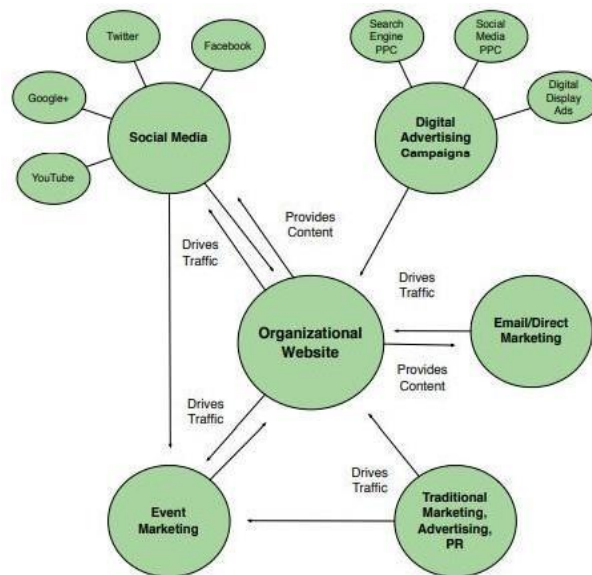 Twitter
Facebook
Google+
YouTube
Social Media
Search
Engine
PPC
Social
Media
PPC
Digital
Display
Ads
Digital
Advertising
Campaigns
Provides
Content
Drives
Traffic
Drives
Traffic
Organizational
Website
Email/Direct
Marketing
Provides
Content
Drives
Traffic
Drives
Traffic
Event
Marketing
Traditional
Marketing,
Advertising,
PR